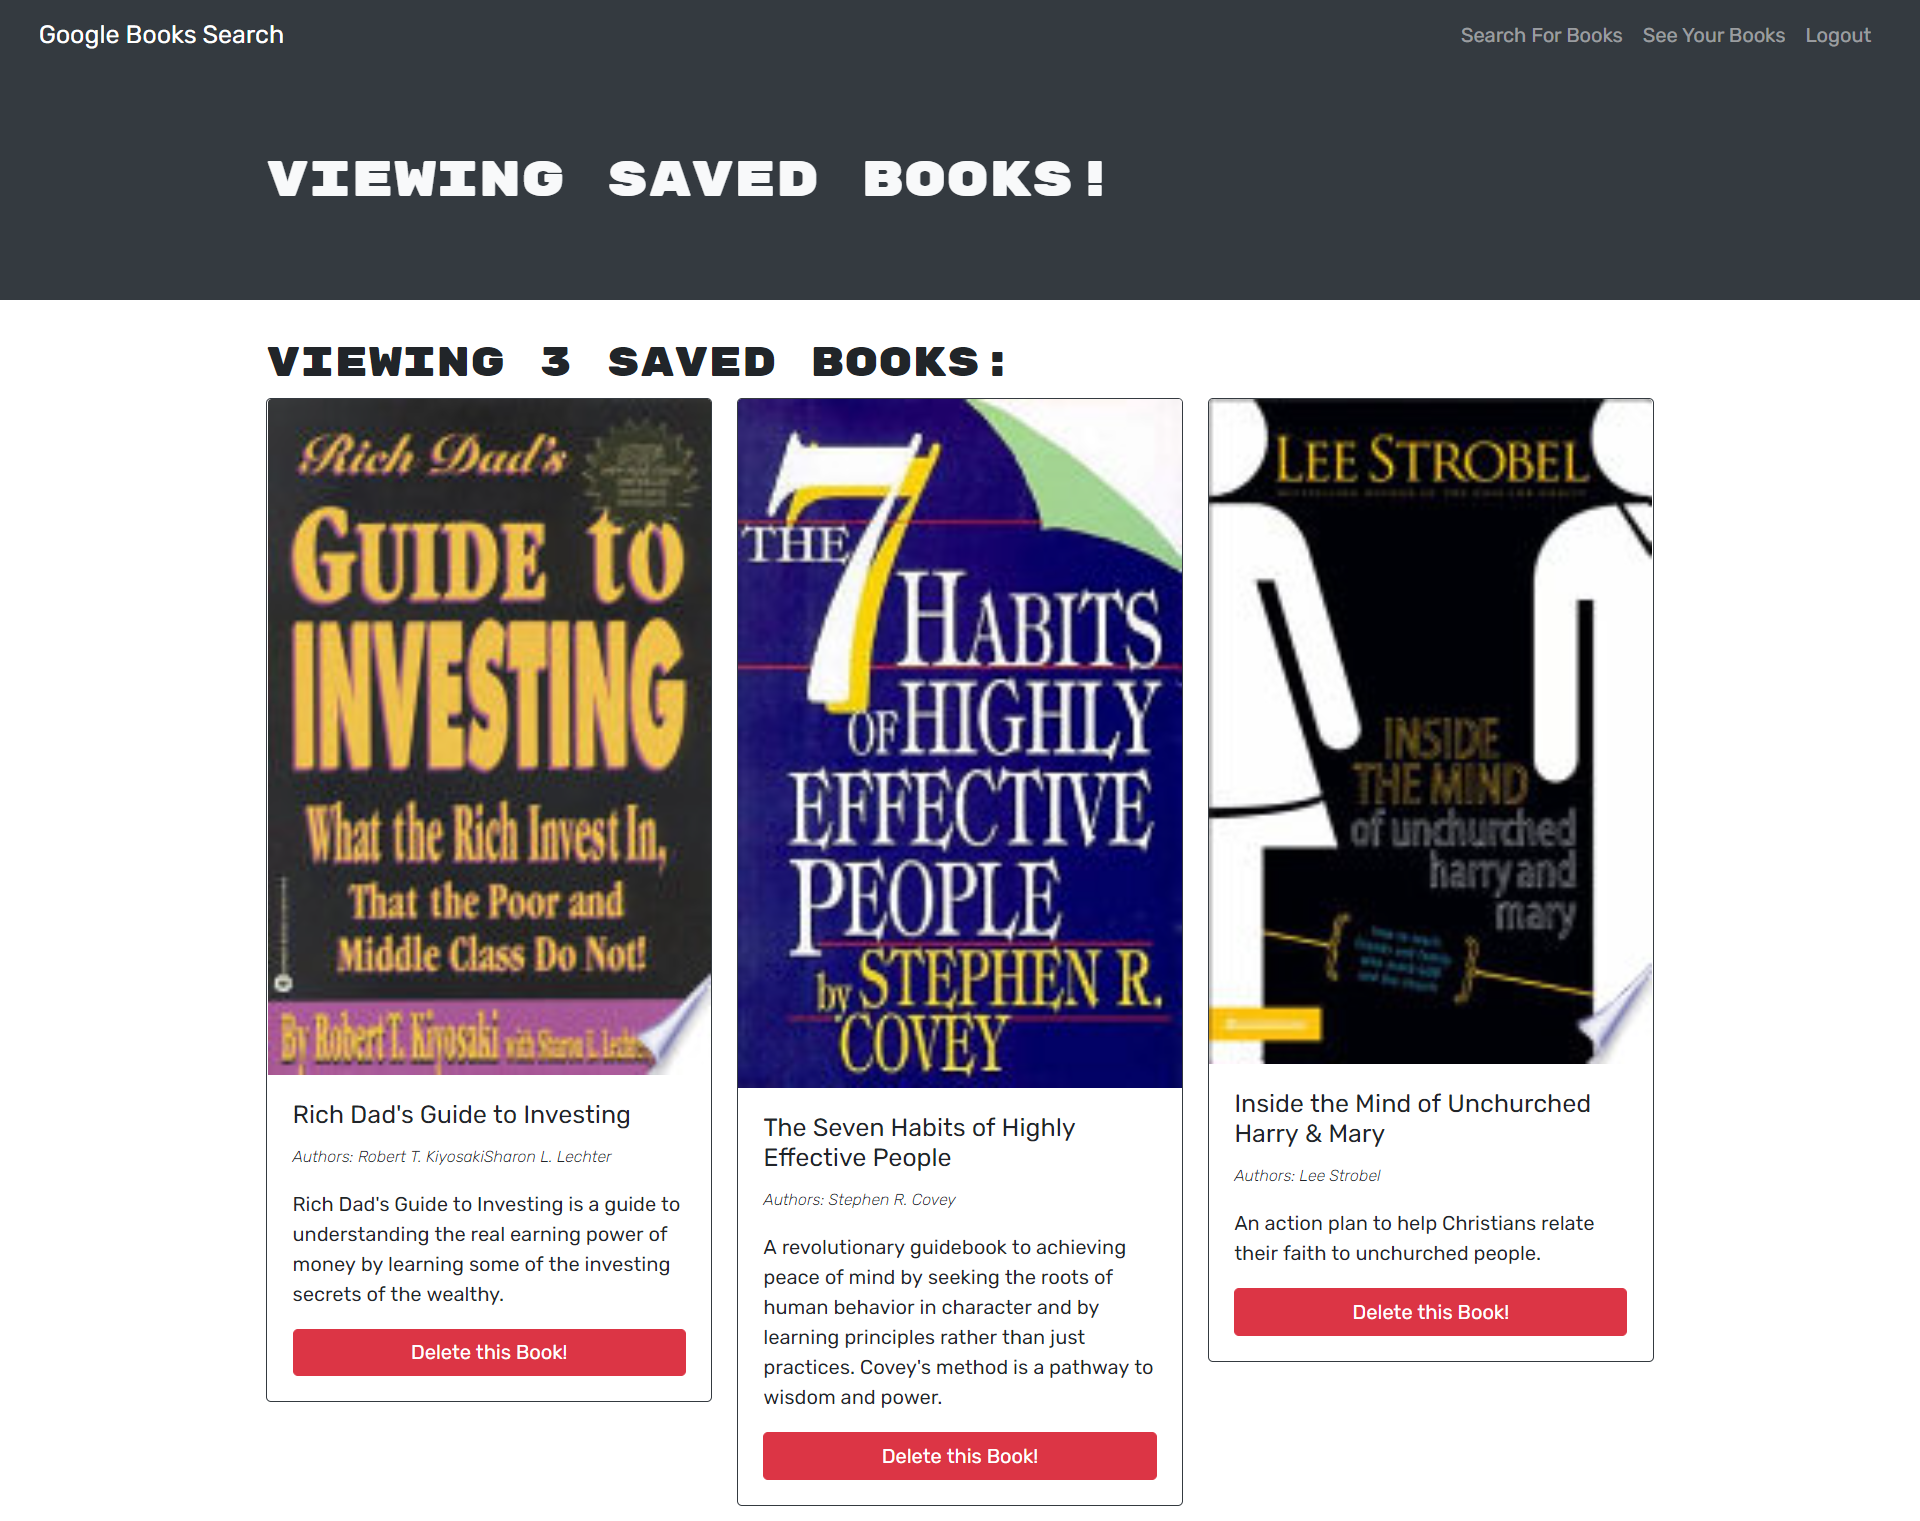 Google Books Search
Search For Books See Your Books Logout
VIEWING SAVED BOOKS!
VIEWING 3 SAVED BOOKS:
Rich Dad's
GUIDE to
INVESTING
What the Rich Invest In,
That the Poor and
Middle Class Do Not!
By Robert T. Kiyosaki with Sharon L.
Rich Dad's Guide to Investing
Authors: Robert T. KiyosakiSharon L. Lechter
Rich Dad's Guide to Investing is a guide to
understanding the real earning power of
money by learning some of the investing
secrets of the wealthy.
Delete this Book!
THE 7
HABITS
OF HIGHLY
EFFECTIVE
PEOPLE
by STEPHEN R.
COVEY
The Seven Habits of Highly
Effective People
Authors: Stephen R. Covey
A revolutionary guidebook to achieving
peace of mind by seeking the roots of
human behavior in character and by
learning principles rather than just
practices. Covey's method is a pathway to
wisdom and power.
Delete this Book!
LEE STROBEL
INSIDE
THE MIND
of unchurched
harry and
mary
Inside the Mind of Unchurched
Harry & Mary
Authors: Lee Strobel
An action plan to help Christians relate
their faith to unchurched people.
Delete this Book!